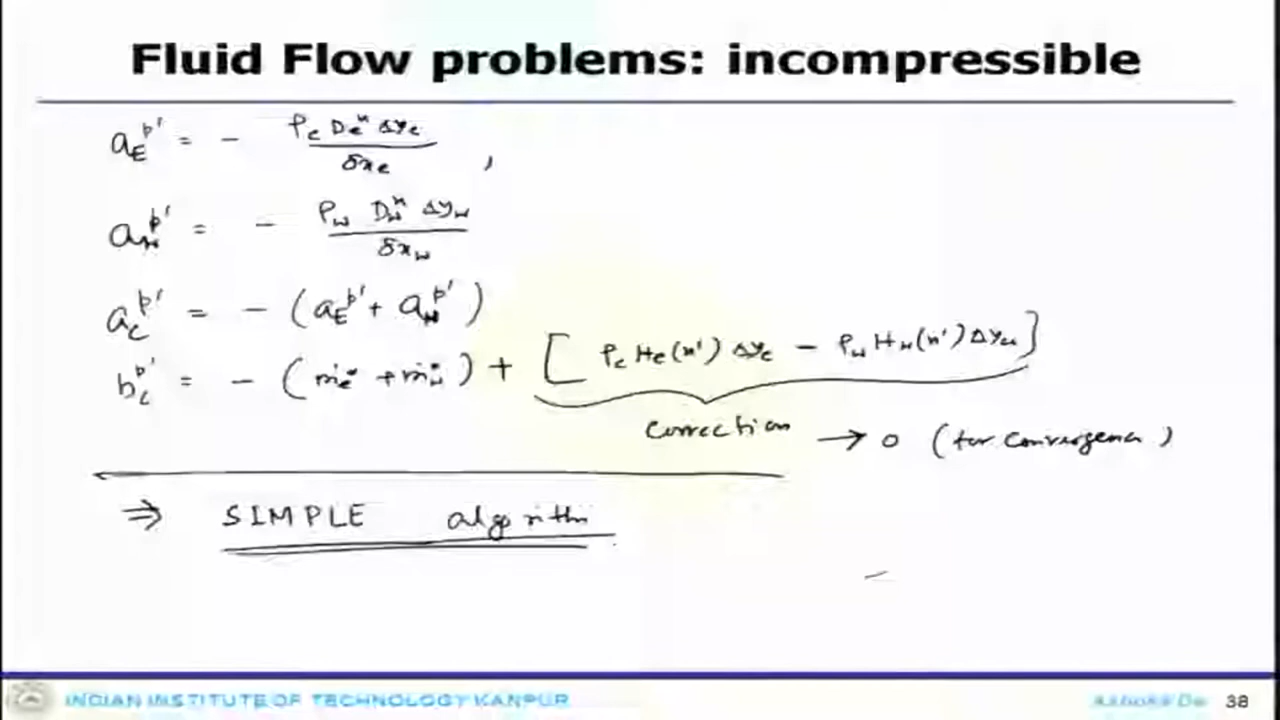 Fluid Flow problems: incompressible
a_E^{p'} = - ρ_e D_e^u Δy_e / δx_e ,
a_W^{p'} = - ρ_w D_w^u Δy_w / δx_w
a_C^{p'} = - (a_E^{p'} + a_W^{p'})
b_C^{p'} = - (ṁ_e^* + ṁ_w^*) + [ρ_e H_e(u') Δy_e - ρ_w H_w(u') Δy_w]
correction → 0 (for convergence)
⇒ SIMPLE algorithm
INDIAN INSTITUTE OF TECHNOLOGY KANPUR
38